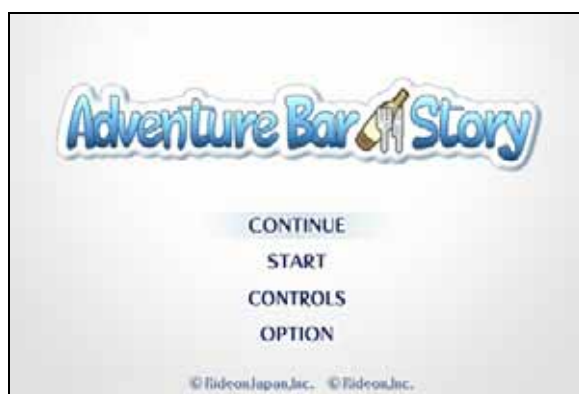 Adventure Bar Story
CONTINUE
START
CONTROLS
OPTION
©RideonJapan,Inc. ©Rideon,Inc.